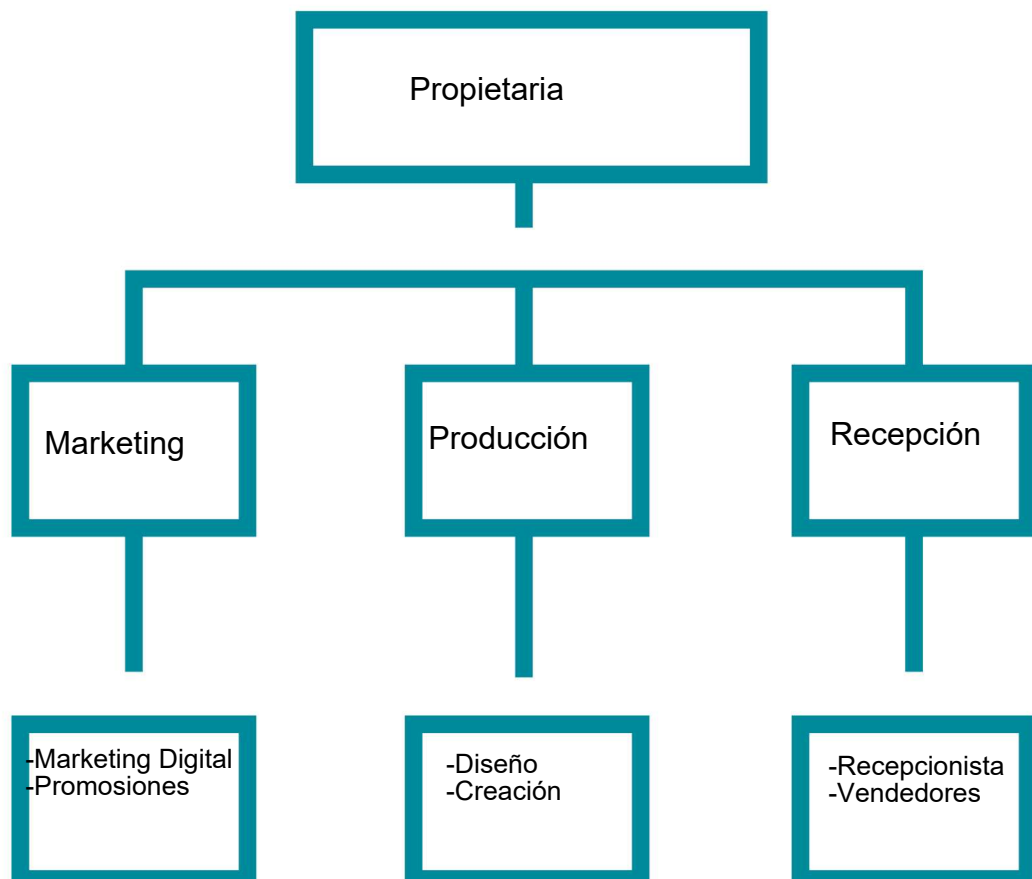 Propietaria
Marketing
Producción
Recepción
-Marketing Digital
-Promosiones
-Diseño
-Creación
-Recepcionista
-Vendedores